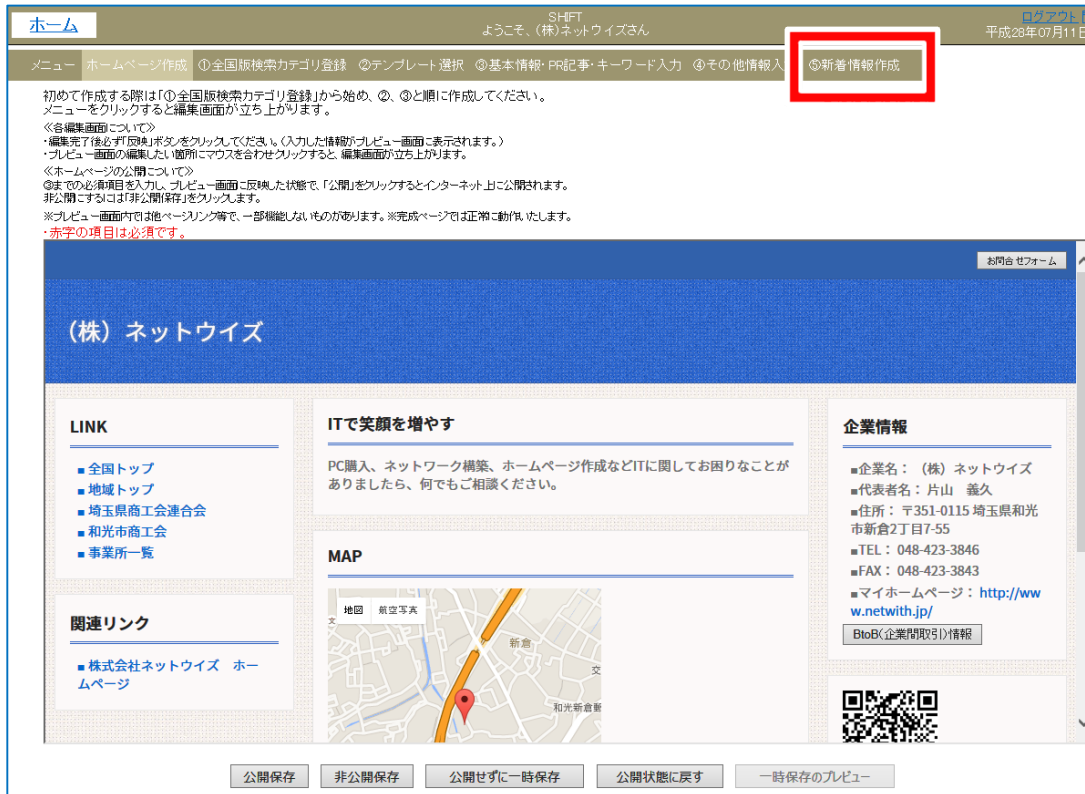 ホーム
SHIFT
ようこそ、(株)ネットワイズさん
ログアウト
平成28年07月11日
メニュー ホームページ作成 ①全国版検索カテゴリ登録 ②テンプレート選択 ③基本情報・PR記事・キーワード入力 ④その他情報入 ⑤新着情報作成
初めて作成する際は「①全国版検索カテゴリ登録」から始め、②、③と順に作成してください。
メニューをクリックすると編集画面が立ち上がります。
≪各編集画面について≫
・編集完了後必ず「反映」ボタンをクリックしてください。(入力した情報がプレビュー画面に表示されます。)
・プレビュー画面の編集したい箇所にマウスを合わせクリックすると、編集画面が立ち上がります。
≪ホームページの公開について≫
③までの必須項目を入力し、プレビュー画面に反映した状態で、「公開」をクリックするとインターネット上に公開されます。
非公開にするには「非公開保存」をクリックします。
※プレビュー画面内では他ページリンク等で、一部機能しないものがあります。※完成ページでは正常に動作いたします。
・赤字の項目は必須です。
お問合せフォーム
(株)ネットウイズ
LINK
■全国トップ
■地域トップ
■埼玉県商工会連合会
■和光市商工会
■事業所一覧
関連リンク
■株式会社ネットウイズ ホー
ムページ
ITで笑顔を増やす
PC購入、ネットワーク構築、ホームページ作成などITに関してお困りなことが
ありましたら、何でもご相談ください。
MAP
地図 航空写真
新倉
交
和光新倉郵
企業情報
■企業名: (株)ネットウイズ
■代表者名:片山 義久
■住所: 〒351-0115 埼玉県和光
市新倉2丁目7-55
■TEL: 048-423-3846
■FAX: 048-423-3843
■マイホームページ: http://ww
w.netwith.jp/
BtoB(企業間取引)情報
公開保存 非公開保存 公開せずに一時保存 公開状態に戻す 一時保存のプレビュー